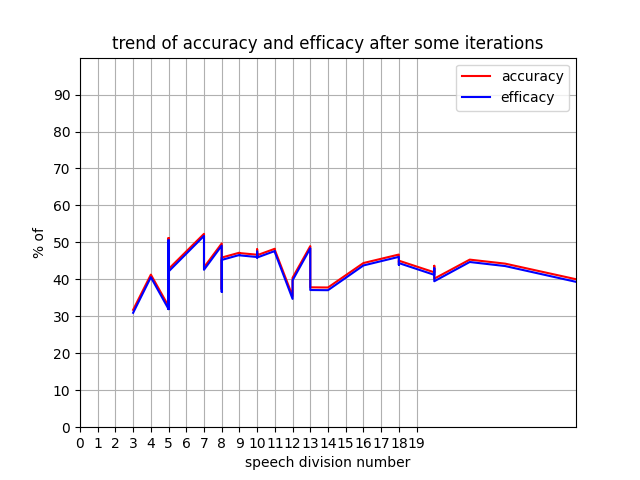 trend of accuracy and efficacy after some iterations
accuracy
efficacy
90
80
70
60
50
40
30
20
10
0
% of
0 1 2 3 4 5 6 7 8 9 10 11 12 13 14 15 16 17 18 19
speech division number